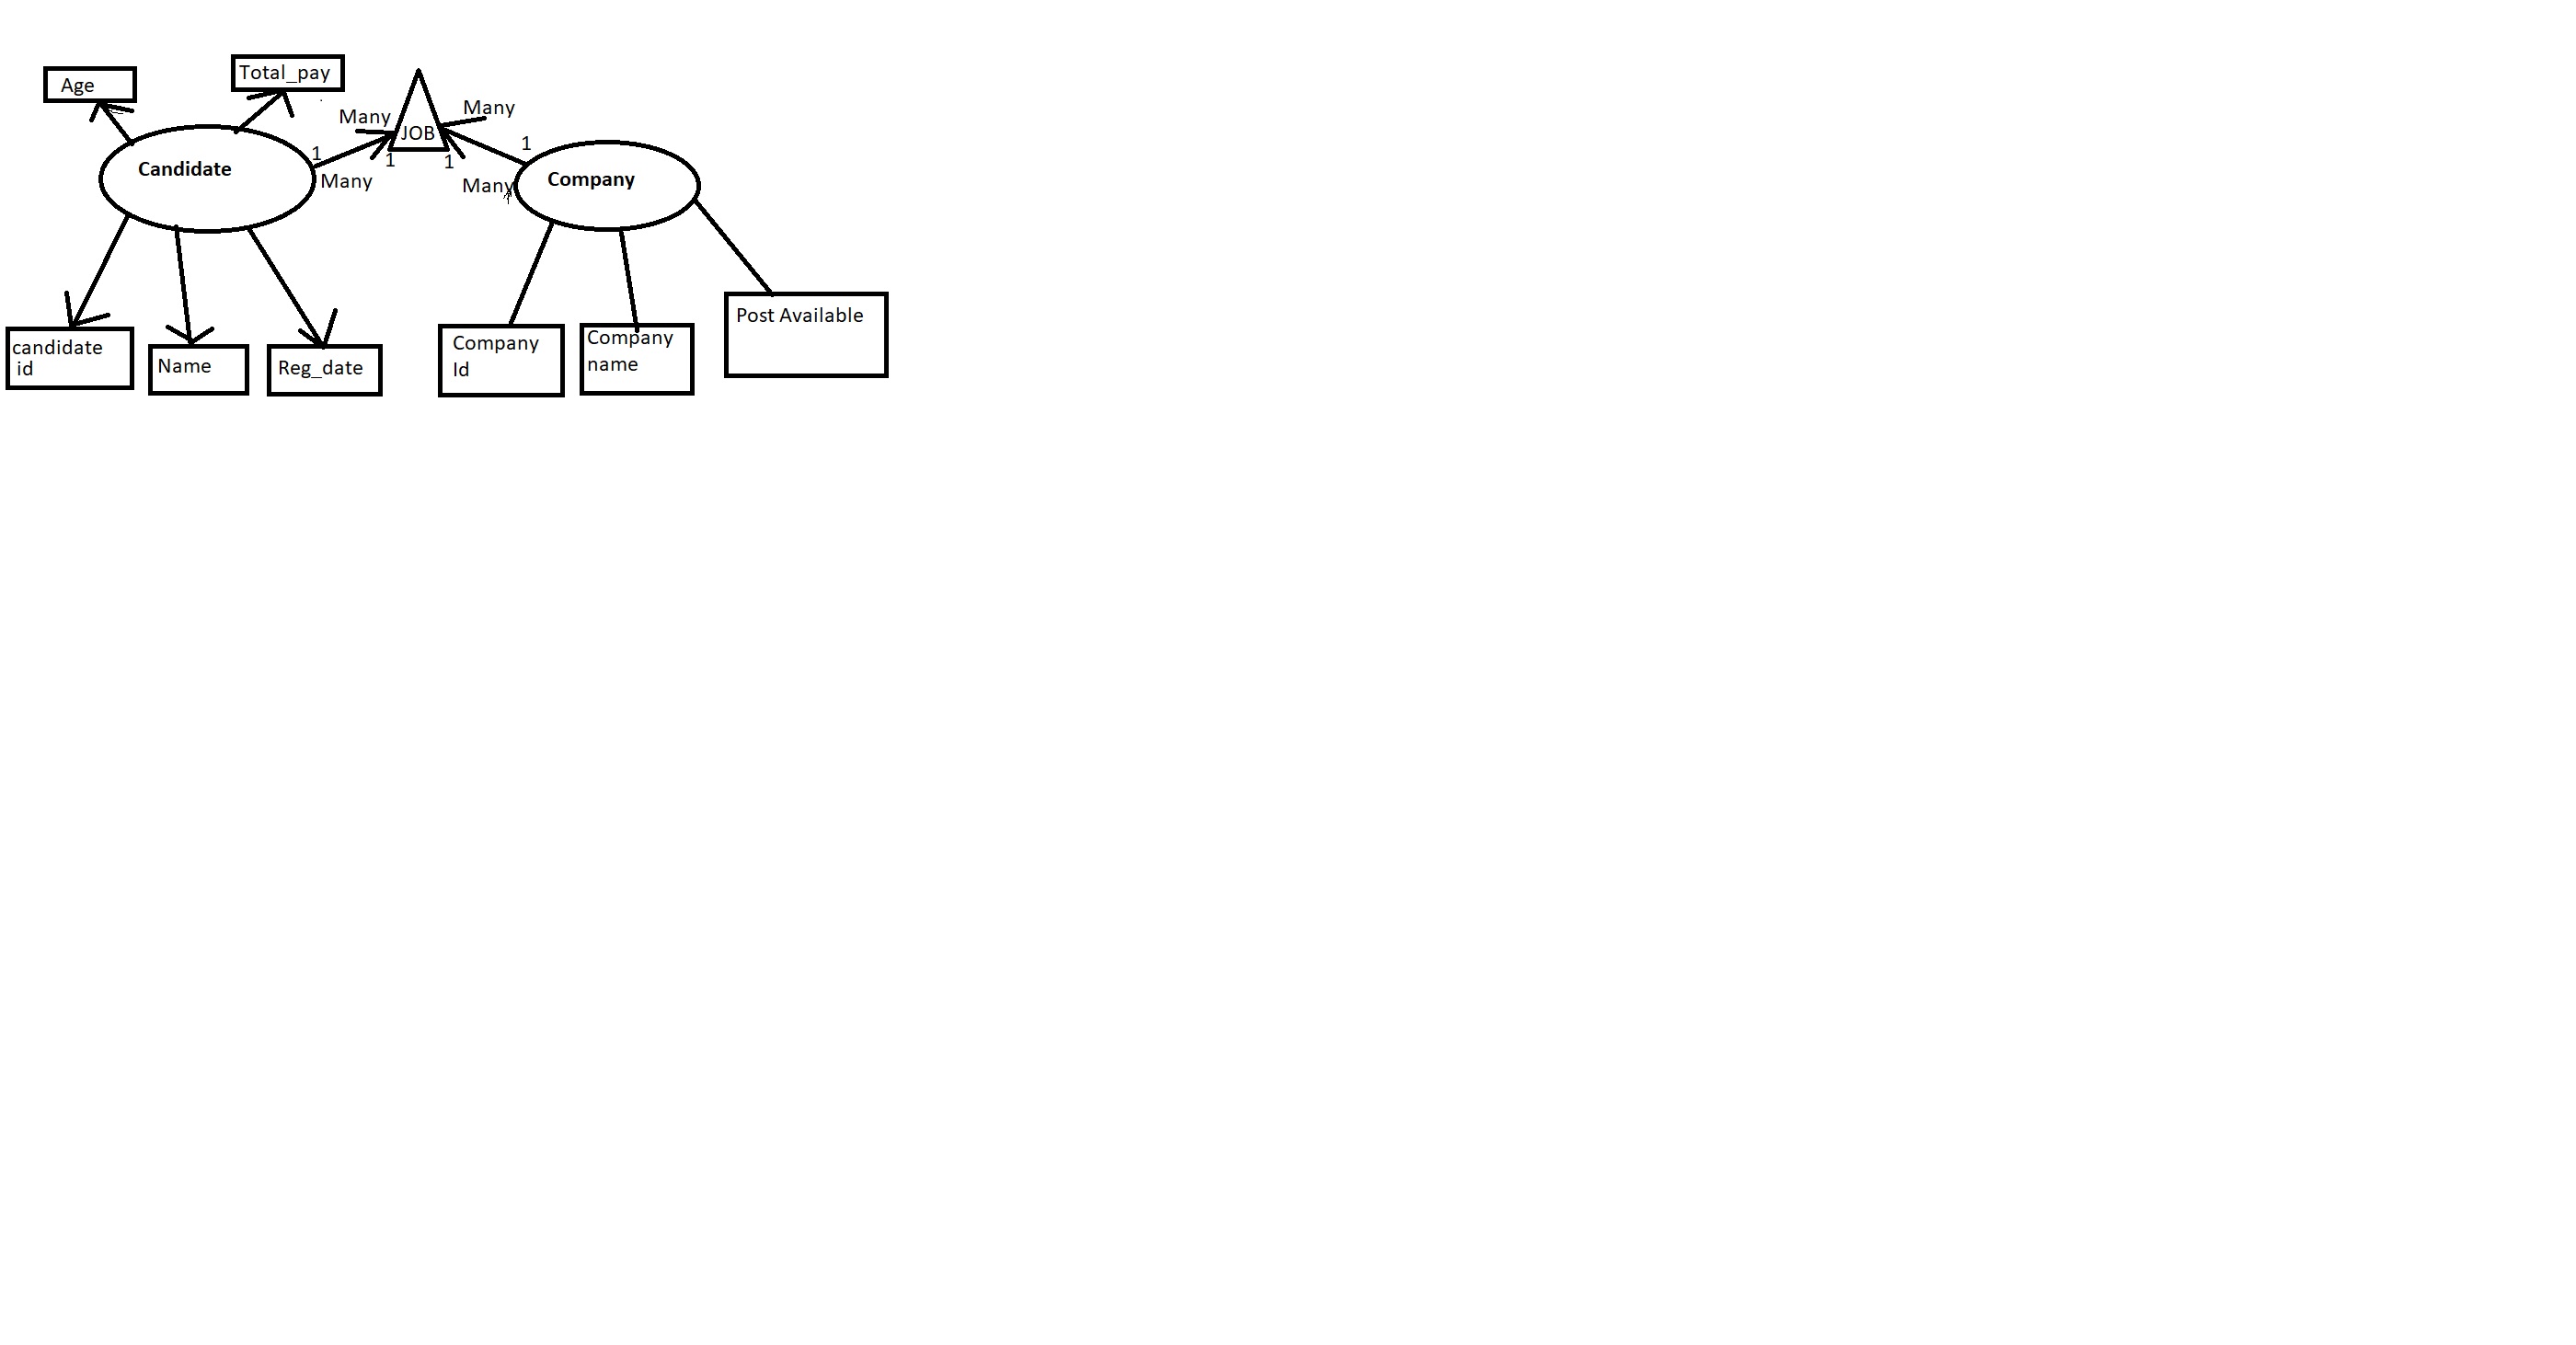 Age
Total_pay
Many
Many
JOB
1
1
1
1
Candidate
Many
Many
Company
candidate
id
Name
Reg_date
Company
Id
Company
name
Post Available